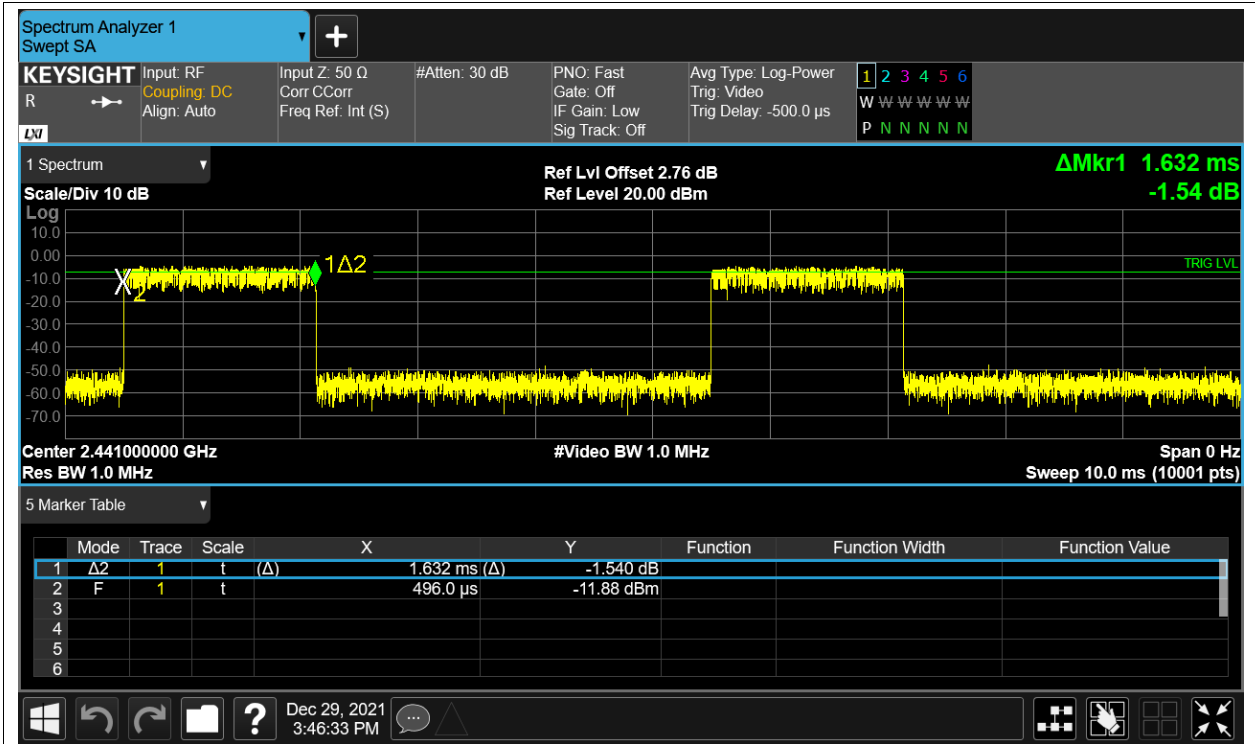 Spectrum Analyzer 1
Swept SA
KEYSIGHT Input: RF Input Z: 50 Ω #Atten: 30 dB PNO: Fast Avg Type: Log-Power 1 2 3 4 5 6
R Coupling: DC Corr CCorr Gate: Off Trig: Video W W W W W W
Align: Auto Freq Ref: Int (S) IF Gain: Low Trig Delay: -500.0 µs
LXI Sig Track: Off P N N N N N
1 Spectrum Ref Lvl Offset 2.76 dB ΔMkr1 1.632 ms
Scale/Div 10 dB Ref Level 20.00 dBm -1.54 dB
Log
10.0
0.00
1Δ2
TRIG LVL
-10.0
X2
-20.0
-30.0
-40.0
-50.0
-60.0
-70.0
Center 2.441000000 GHz #Video BW 1.0 MHz Span 0 Hz
Res BW 1.0 MHz Sweep 10.0 ms (10001 pts)
5 Marker Table
Mode Trace Scale X Y Function Function Width Function Value
1 Δ2 1 t (Δ) 1.632 ms (Δ) -1.540 dB
2 F 1 t 496.0 µs -11.88 dBm
3
4
5
6
? Dec 29, 2021
3:46:33 PM